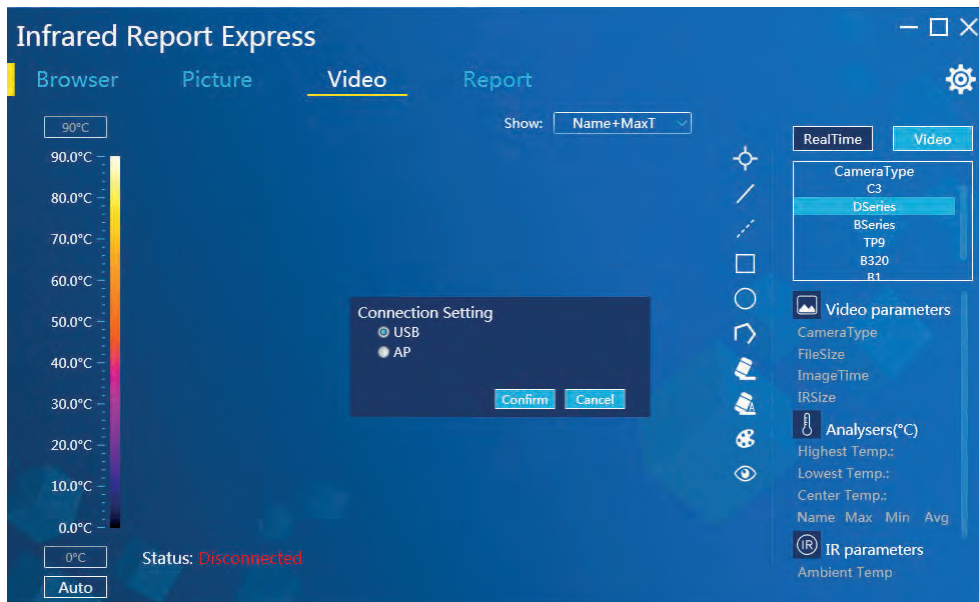 Infrared Report Express
Browser Picture Video Report
Show: Name+MaxT
90°C
90.0°C
80.0°C
70.0°C
60.0°C
50.0°C
40.0°C
30.0°C
20.0°C
10.0°C
0.0°C
0°C
Auto
Status: Disconnected
Connection Setting
USB
AP
Confirm Cancel
A
RealTime Video
CameraType
C3
DSeries
BSeries
TP9
B320
B1
Video parameters
CameraType
FileSize
ImageTime
IRSize
Analysers(°C)
Highest Temp.:
Lowest Temp.:
Center Temp.:
Name Max Min Avg
IR IR parameters
Ambient Temp